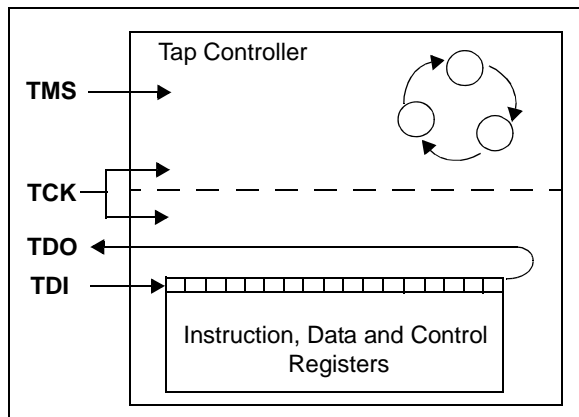 Tap Controller
TMS
TCK
TDO
TDI
Instruction, Data and Control
Registers